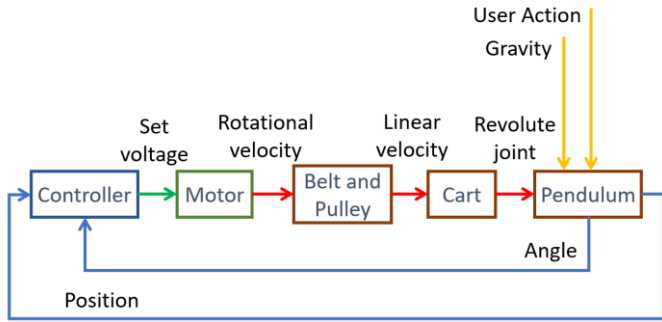 User Action
Gravity
Set
voltage
Rotational
velocity
Linear
velocity
Revolute
joint
Controller
Motor
Belt and
Pulley
Cart
Pendulum
Angle
Position